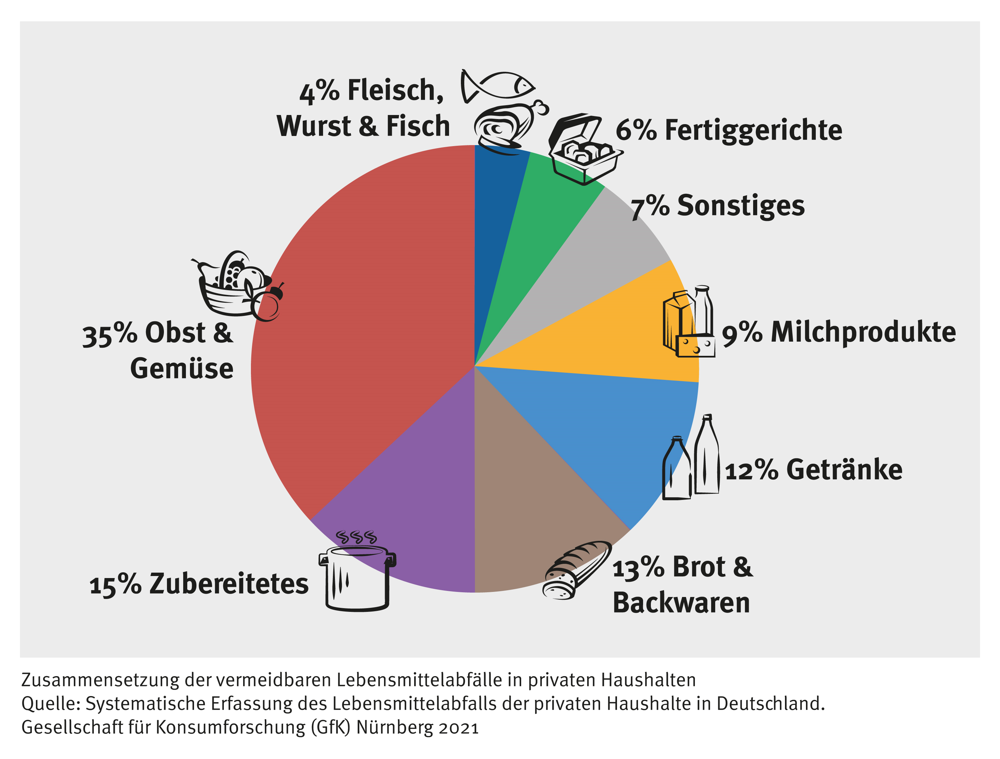 4% Fleisch,
Wurst & Fisch
6% Fertiggerichte
7% Sonstiges
9% Milchprodukte
12% Getränke
13% Brot &
Backwaren
15% Zubereitetes
35% Obst &
Gemüse
Zusammensetzung der vermeidbaren Lebensmittelabfälle in privaten Haushalten
Quelle: Systematische Erfassung des Lebensmittelabfalls der privaten Haushalte in Deutschland.
Gesellschaft für Konsumforschung (GfK) Nürnberg 2021